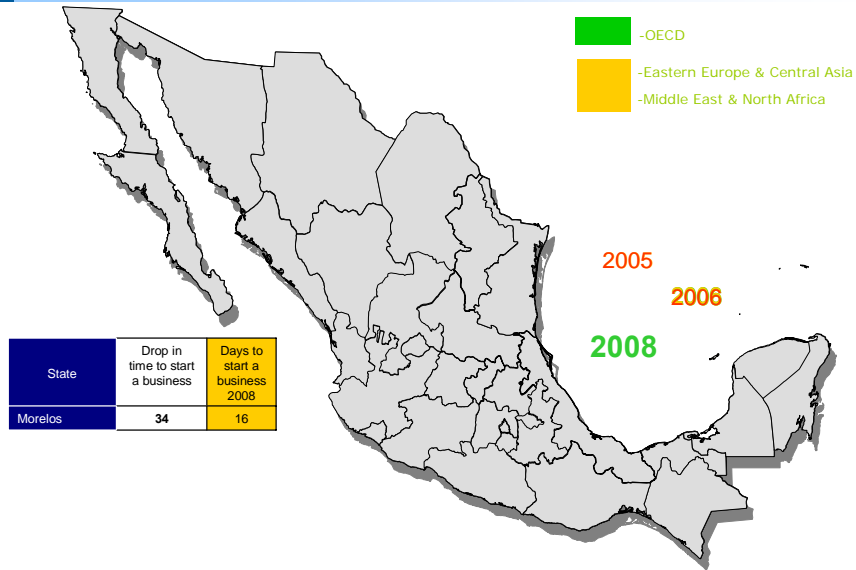 -OECD
-Eastern Europe & Central Asia
-Middle East & North Africa
2005
2006
2008
State
Drop in
time to start
a business
Days to
start a
business
2008
Morelos
34
16